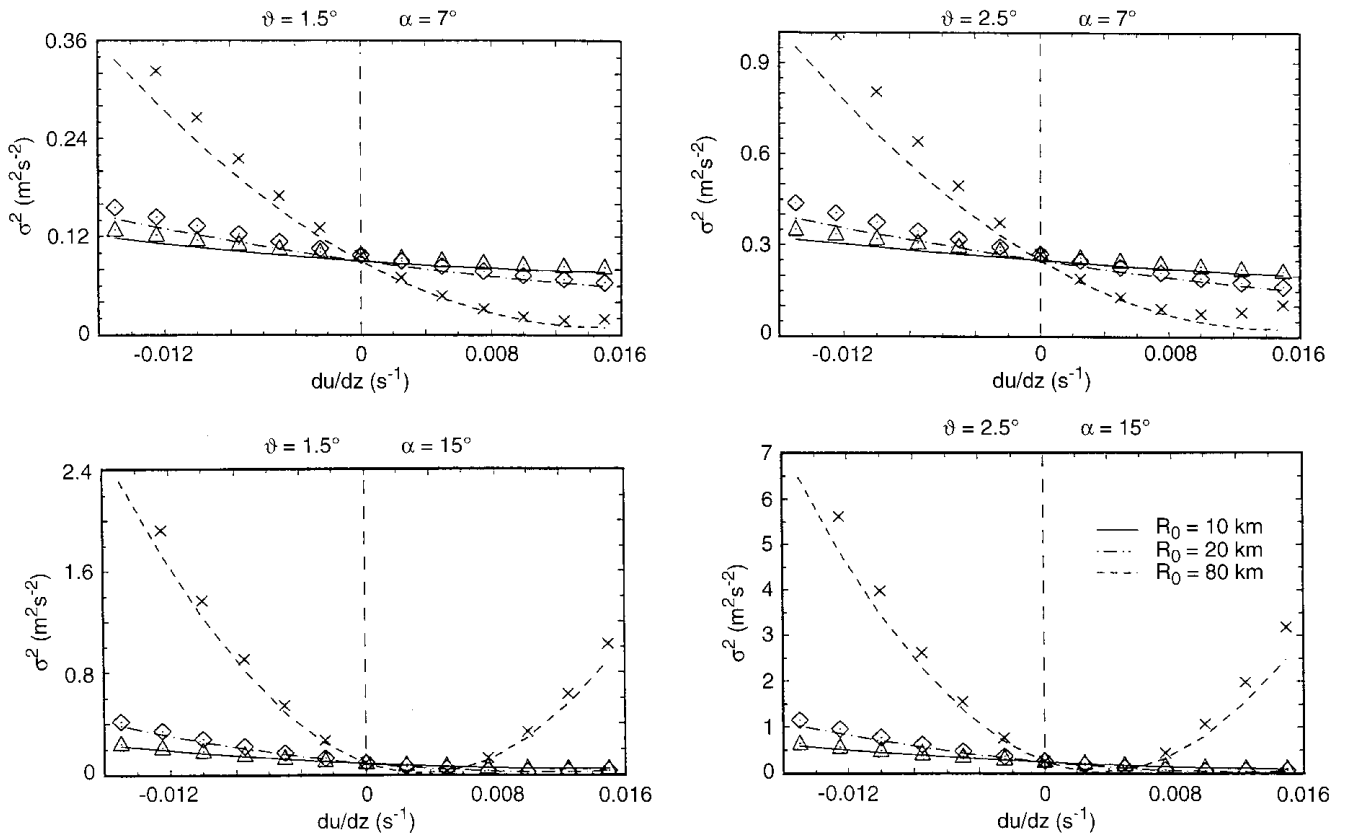 ϑ = 1.5° α = 7°
0.36
0.24
0.12
0
σ² (m²s⁻²)
-0.012 0 0.008 0.016
du/dz (s⁻¹)
ϑ = 2.5° α = 7°
0.9
0.6
0.3
0
σ² (m²s⁻²)
-0.012 0 0.008 0.016
du/dz (s⁻¹)
ϑ = 1.5° α = 15°
2.4
1.6
0.8
0
σ² (m²s⁻²)
-0.012 0 0.008 0.016
du/dz (s⁻¹)
ϑ = 2.5° α = 15°
7
6
5
4
3
2
1
0
σ² (m²s⁻²)
R₀ = 10 km
R₀ = 20 km
R₀ = 80 km
-0.012 0 0.008 0.016
du/dz (s⁻¹)